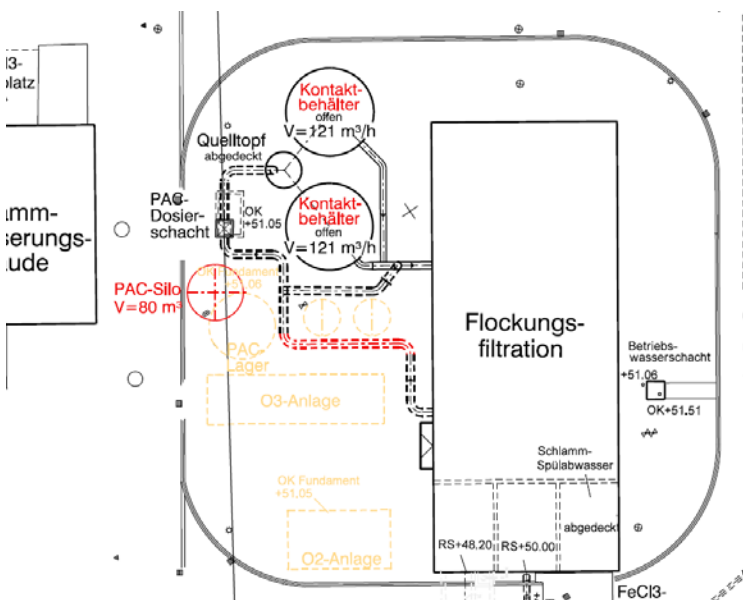 l3-
platz
Kontakt-
behälter
offen
V=121 m³/h
Quelltopf
abgedeckt
PAC-
Dosier-
schacht
OK
+51.05
Kontakt-
behälter
offen
V=121 m³/h
amm-
serungs-
ude
OK Fundament
+51.06
PAC-Silo
V=80 m³
PAC-
Lager
Flockungs-
filtration
Betriebs-
wasserschacht
+51.06
OK+51.51
O3-Anlage
Schlamm-
Spülabwasser
OK Fundament
+51.05
abgedeckt
RS+48.20
RS+50.00
O2-Anlage
FeCl3-